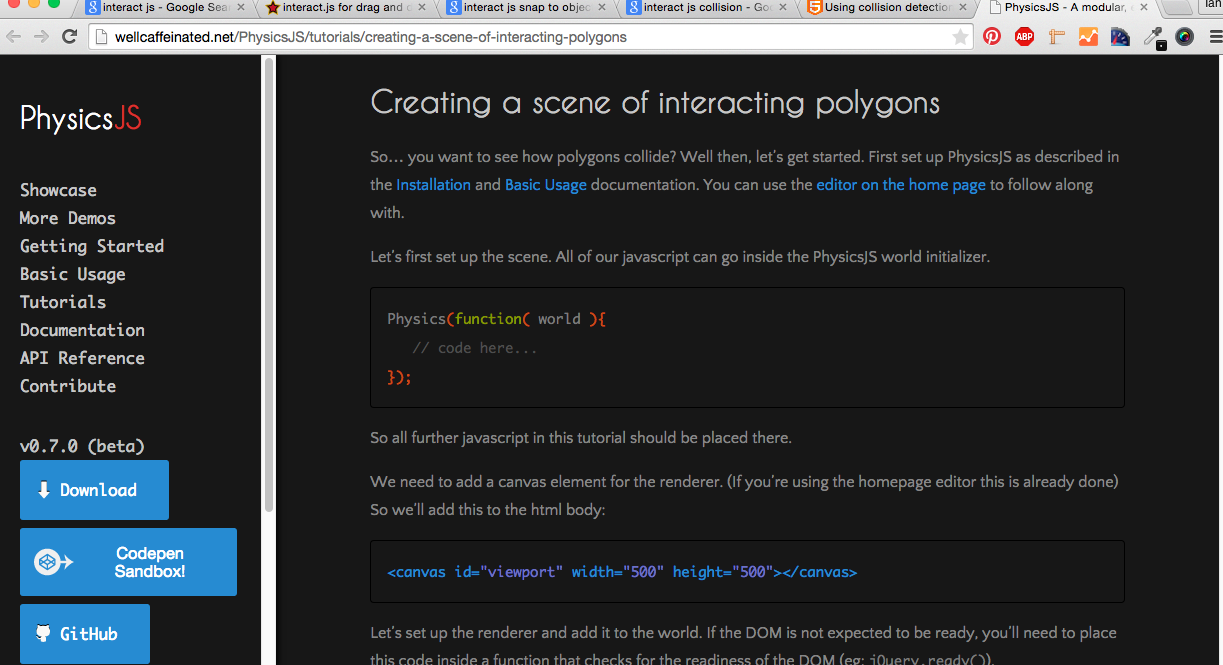 interact js - Google Sear
interact.js for drag and d
interact js snap to objec
interact js collision - Go
Using collision detection
PhysicsJS - A modular,
Ian
wellcaffeinated.net/PhysicsJS/tutorials/creating-a-scene-of-interacting-polygons
ABP
PhysicsJS
Showcase
More Demos
Getting Started
Basic Usage
Tutorials
Documentation
API Reference
Contribute
v0.7.0 (beta)
Download
Codepen
Sandbox!
GitHub
Creating a scene of interacting polygons
So... you want to see how polygons collide? Well then, let's get started. First set up PhysicsJS as described in
the Installation and Basic Usage documentation. You can use the editor on the home page to follow along
with.
Let's first set up the scene. All of our javascript can go inside the PhysicsJS world initializer.
Physics(function( world ){
// code here...
});
So all further javascript in this tutorial should be placed there.
We need to add a canvas element for the renderer. (If you're using the homepage editor this is already done)
So we'll add this to the html body:
<canvas id="viewport" width="500" height="500"></canvas>
Let's set up the renderer and add it to the world. If the DOM is not expected to be ready, you'll need to place
this code inside a function that checks for the readiness of the DOM (eg: jQuery.ready()).